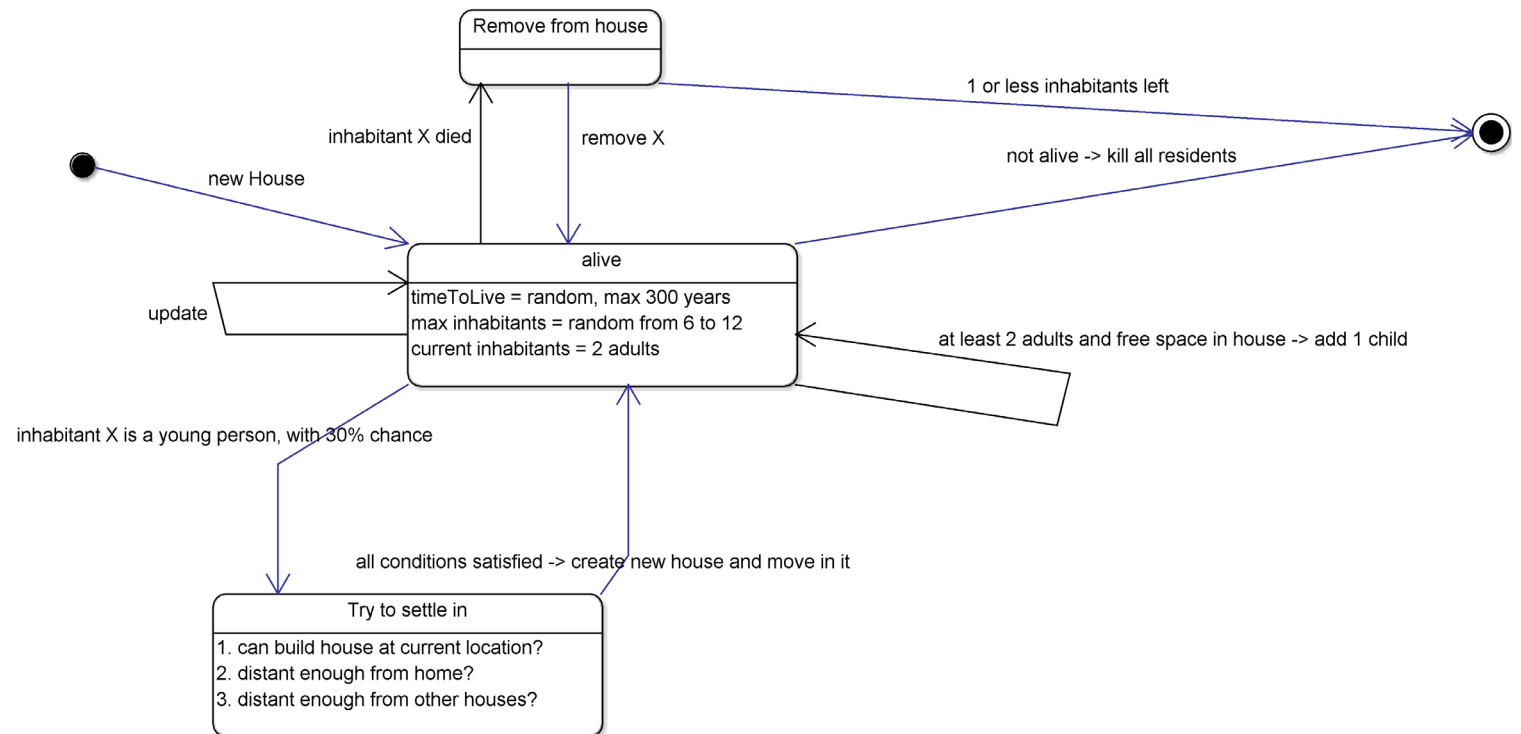 Remove from house
1 or less inhabitants left
inhabitant X died
remove X
not alive -> kill all residents
new House
alive
timeToLive = random, max 300 years
max inhabitants = random from 6 to 12
current inhabitants = 2 adults
update
at least 2 adults and free space in house -> add 1 child
inhabitant X is a young person, with 30% chance
all conditions satisfied -> create new house and move in it
Try to settle in
1. can build house at current location?
2. distant enough from home?
3. distant enough from other houses?